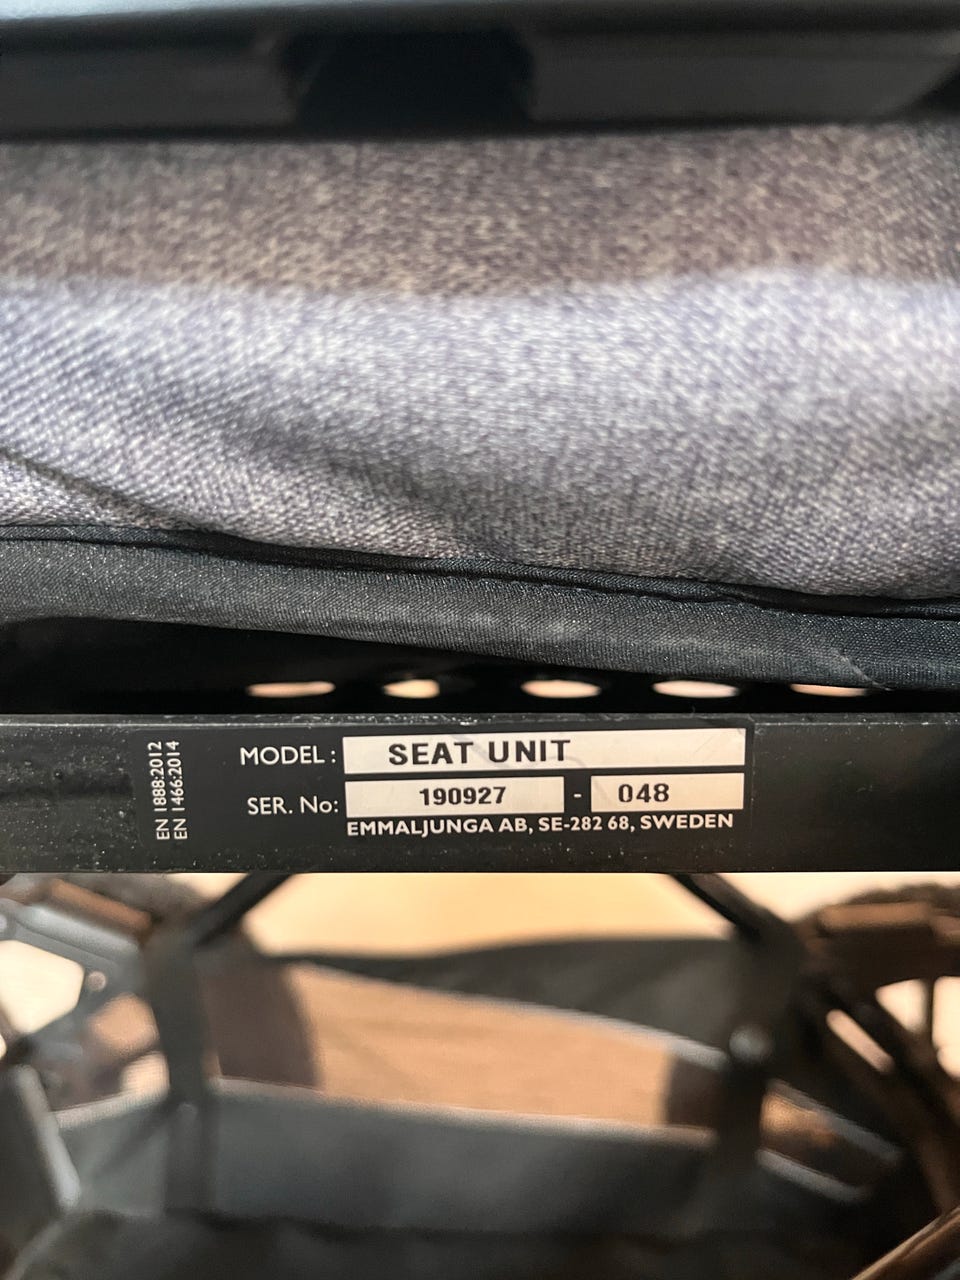 EN 1888:2012
EN 1466:2014
MODEL: SEAT UNIT
SER. No: 190927 - 048
EMMALJUNGA AB, SE-282 68, SWEDEN